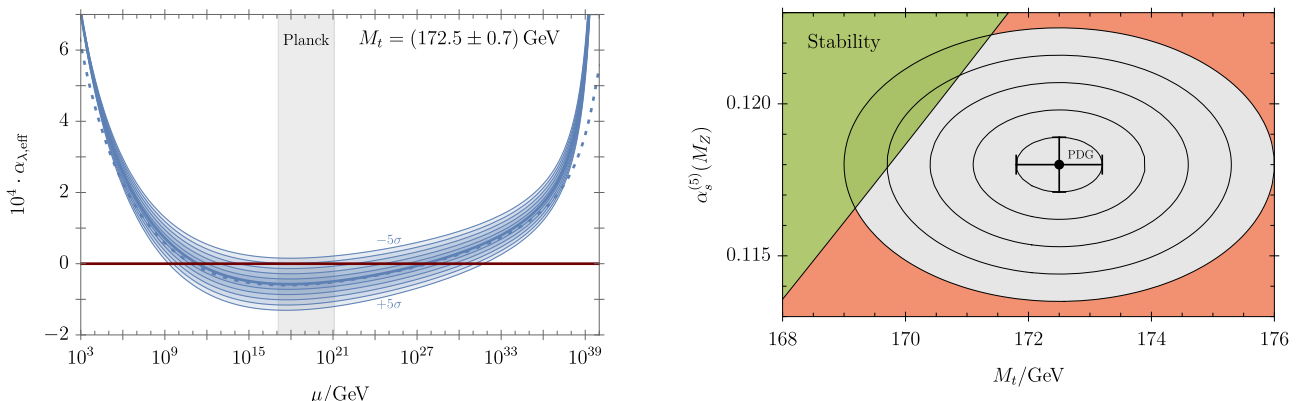 Planck
M_t = (172.5 ± 0.7) GeV
10^4 · α_{λ,eff}
6
4
2
0
−2
−5σ
+5σ
10^3
10^9
10^15
10^21
10^27
10^33
10^39
μ/GeV
Stability
PDG
α_s^{(5)}(M_Z)
0.120
0.115
168
170
172
174
176
M_t/GeV